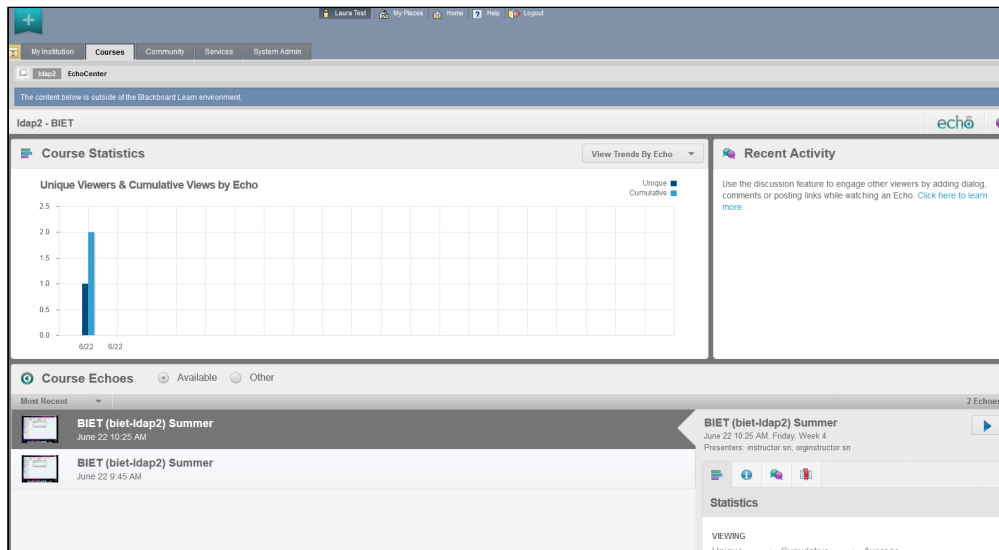 Laura Test My Places Home Help Logout
My Institution Courses Community Services System Admin
ldap2 EchoCenter
The content below is outside of the Blackboard Learn environment.
ldap2 - BIET echo
Course Statistics View Trends By Echo
Unique Viewers & Cumulative Views by Echo
Unique
Cumulative
2.5
2.0
1.5
1.0
0.5
0.0
6/22 6/22
Recent Activity
Use the discussion feature to engage other viewers by adding dialog,
comments or posting links while watching an Echo. Click here to learn
more.
Course Echoes Available Other
Most Recent 2 Echoes
BIET (biet-ldap2) Summer
June 22 10:25 AM
BIET (biet-ldap2) Summer
June 22 9:45 AM
BIET (biet-ldap2) Summer
June 22 10:25 AM. Friday. Week 4
Presenters: instructor sn, orginstructor sn
Statistics
VIEWING
Unique Cumulative Average